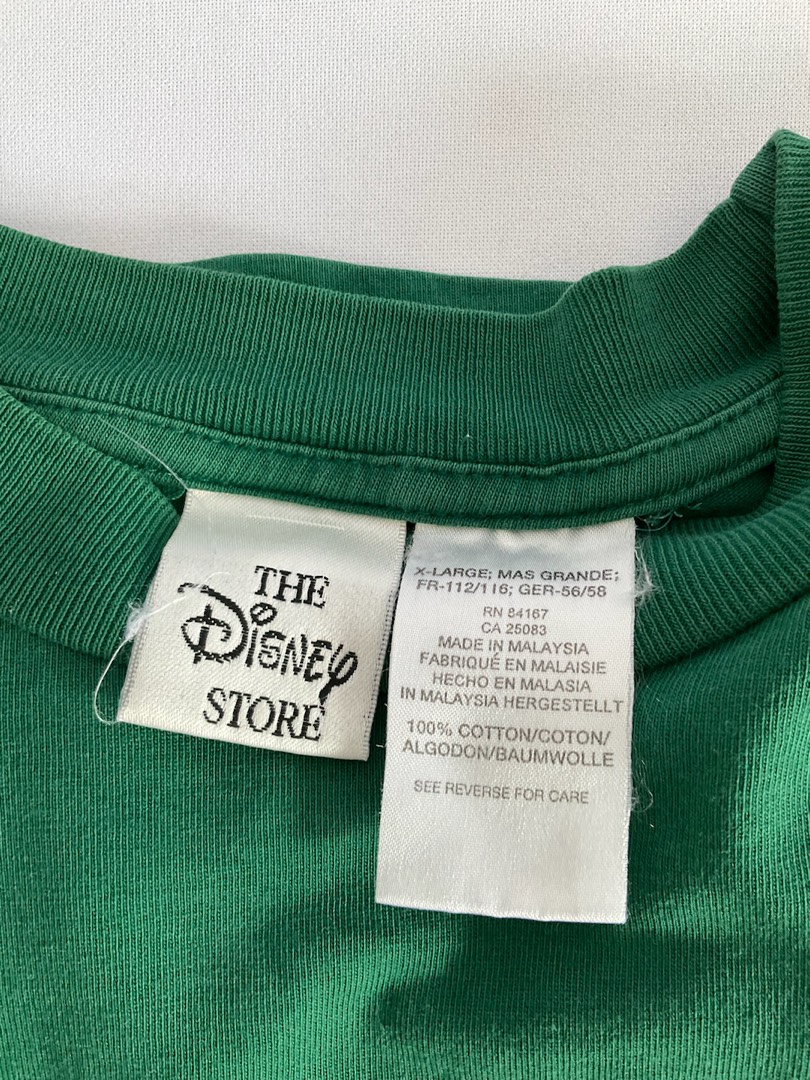 THE
DISNEY
STORE
X-LARGE; MAS GRANDE;
FR-112/116; GER-56/58
RN 84167
CA 25083
MADE IN MALAYSIA
FABRIQUÉ EN MALAISIE
HECHO EN MALASIA
IN MALAYSIA HERGESTELLT
100% COTTON/COTON/
ALGODON/BAUMWOLLE
SEE REVERSE FOR CARE